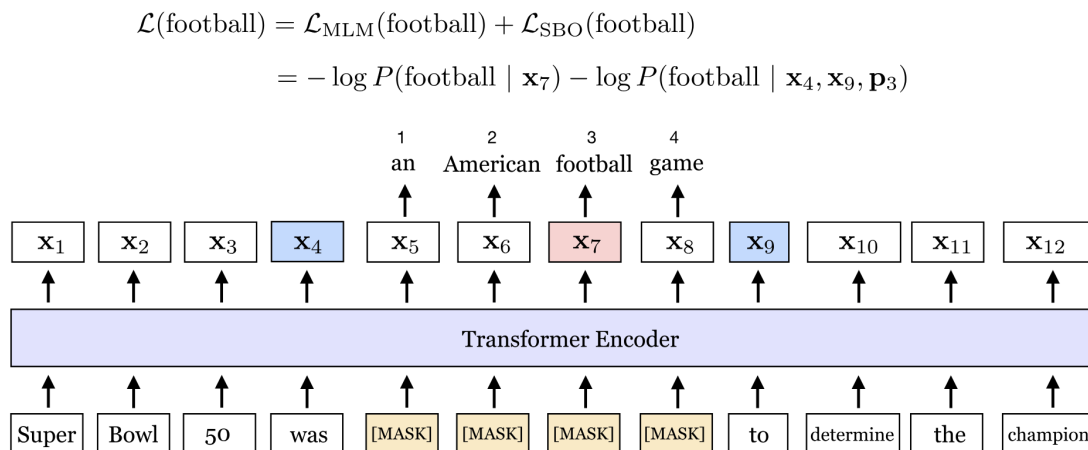 ℒ(football) = ℒ_MLM(football) + ℒ_SBO(football)
= − log P(football | x₇) − log P(football | x₄, x₉, p₃)
1 2 3 4
an American football game
x₁ x₂ x₃ x₄ x₅ x₆ x₇ x₈ x₉ x₁₀ x₁₁ x₁₂
Transformer Encoder
Super Bowl 50 was [MASK] [MASK] [MASK] [MASK] to determine the champion